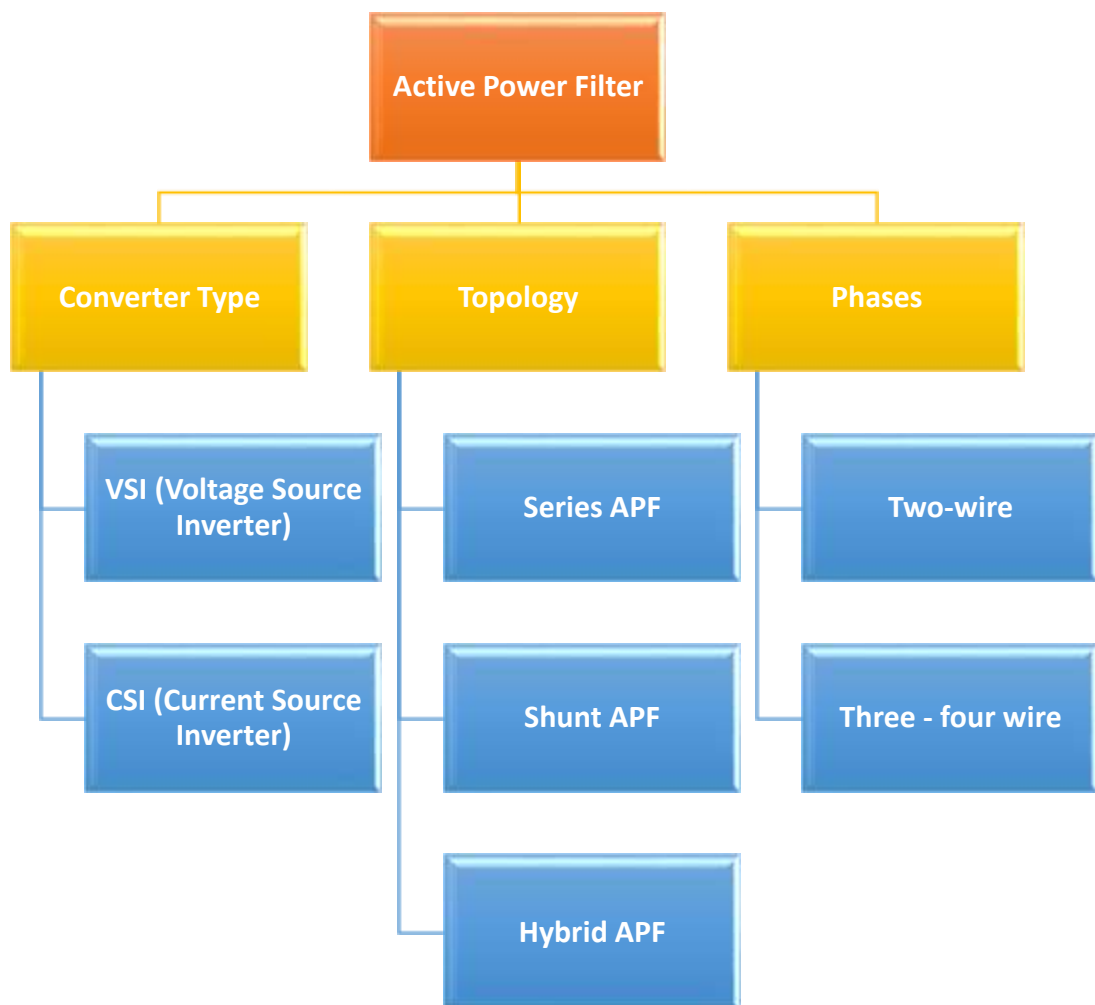 Active Power Filter
Converter Type
Topology
Phases
VSI (Voltage Source
Inverter)
Series APF
Two-wire
CSI (Current Source
Inverter)
Shunt APF
Three - four wire
Hybrid APF